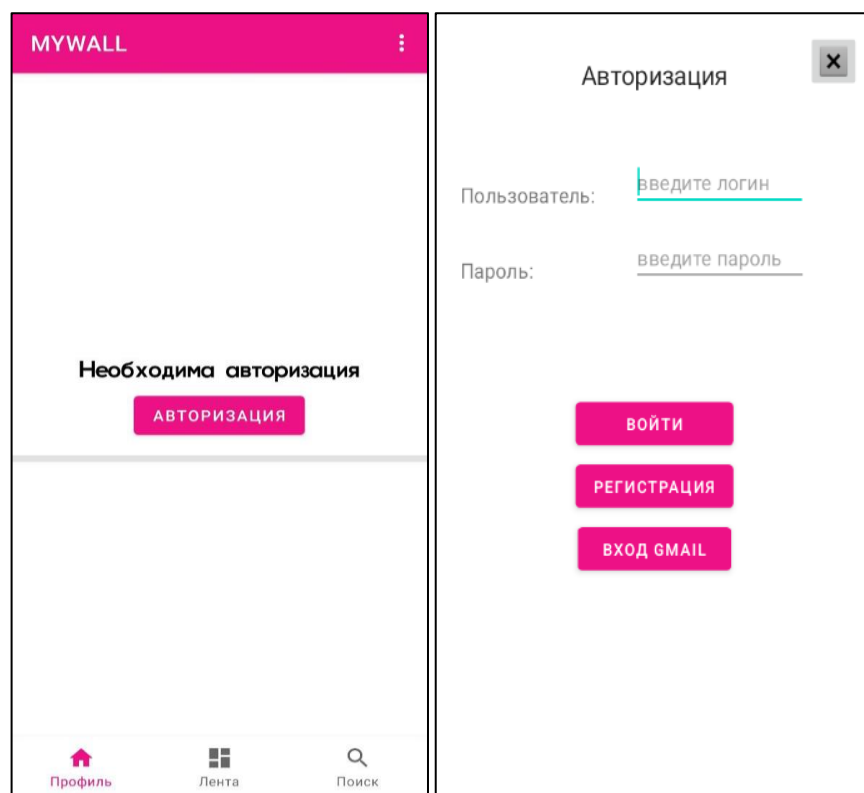 MYWALL
Необходима авторизация
АВТОРИЗАЦИЯ
Профиль
Лента
Поиск
Авторизация
Пользователь:
введите логин
Пароль:
введите пароль
ВОЙТИ
РЕГИСТРАЦИЯ
ВХОД GMAIL